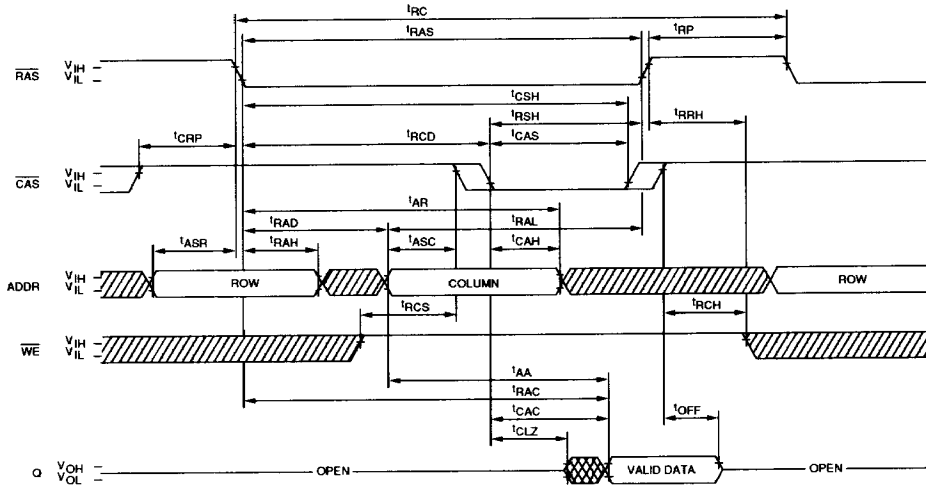 tRC
tRAS
tRP
RAS VIH
VIL
tCSH
tRSH
tRRH
tCRP
tRCD
tCAS
CAS VIH
VIL
tAR
tRAD
tRAL
tASR
tRAH
tASC
tCAH
ADDR VIH
VIL
ROW
COLUMN
ROW
tRCS
tRCH
WE VIH
VIL
tAA
tRAC
tCAC
tOFF
tCLZ
Q VOH
VOL
OPEN
VALID DATA
OPEN